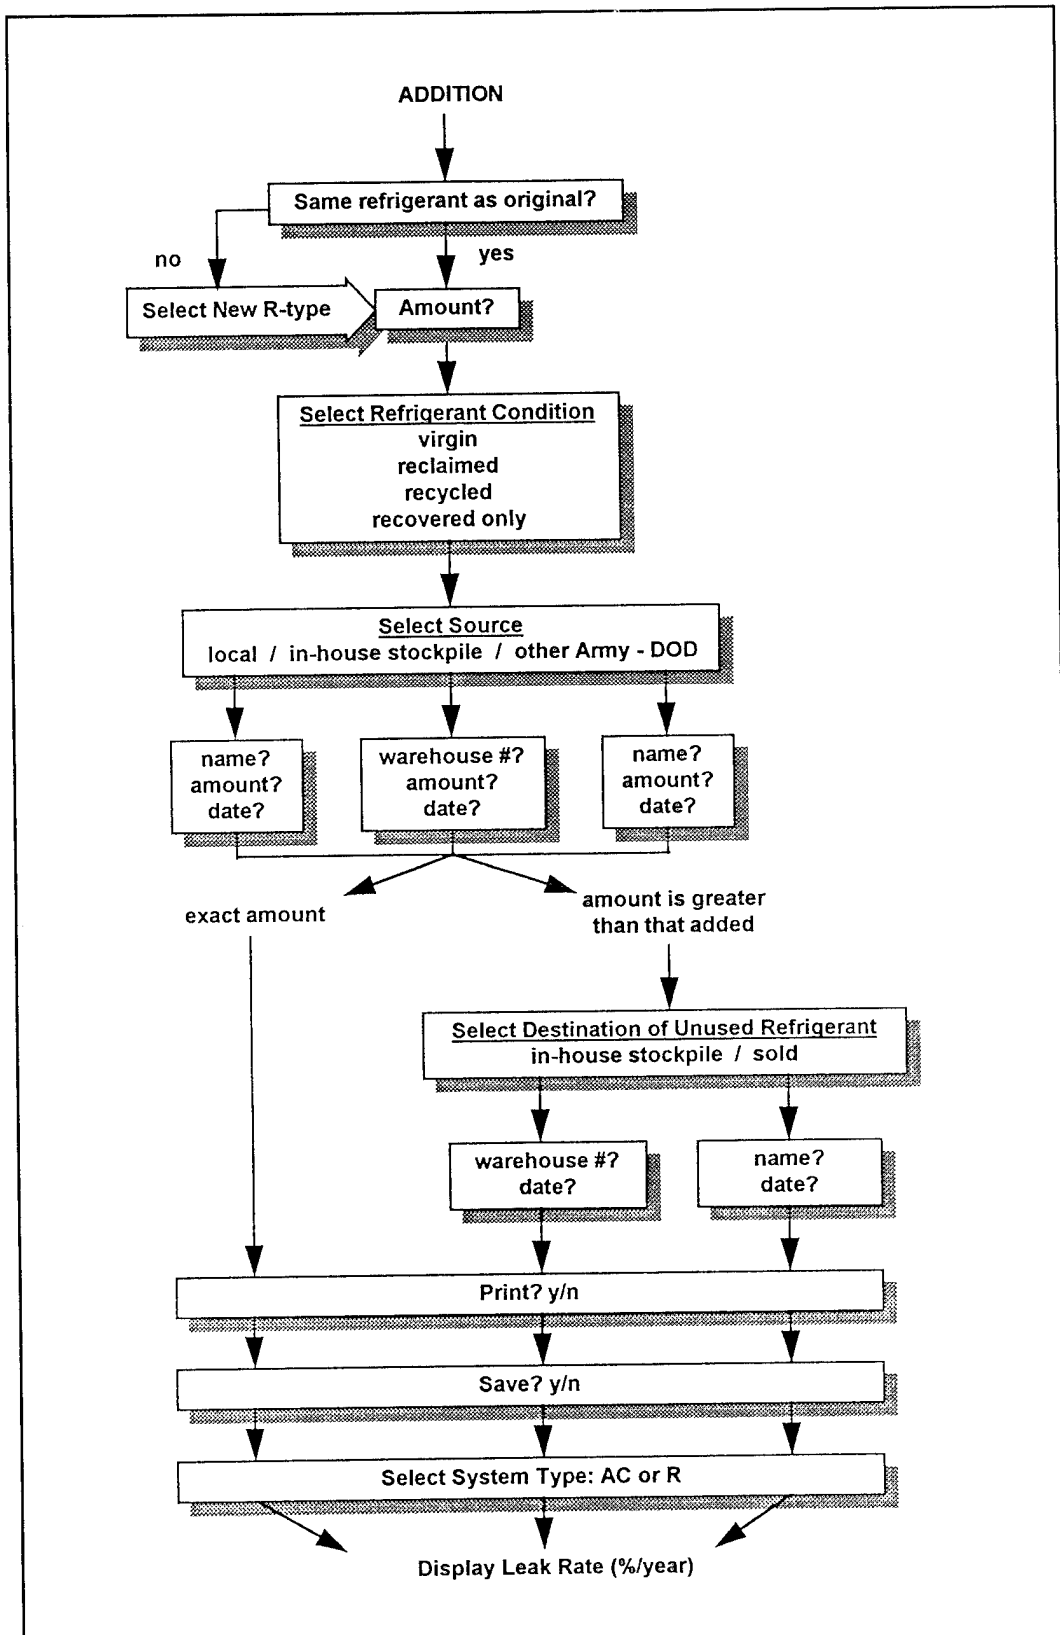 ADDITION
Same refrigerant as original?
no
yes
Select New R-type
Amount?
Select Refrigerant Condition
virgin
reclaimed
recycled
recovered only
Select Source
local / in-house stockpile / other Army - DOD
name?
amount?
date?
warehouse #?
amount?
date?
name?
amount?
date?
exact amount
amount is greater
than that added
Select Destination of Unused Refrigerant
in-house stockpile / sold
warehouse #?
date?
name?
date?
Print? y/n
Save? y/n
Select System Type: AC or R
Display Leak Rate (%/year)